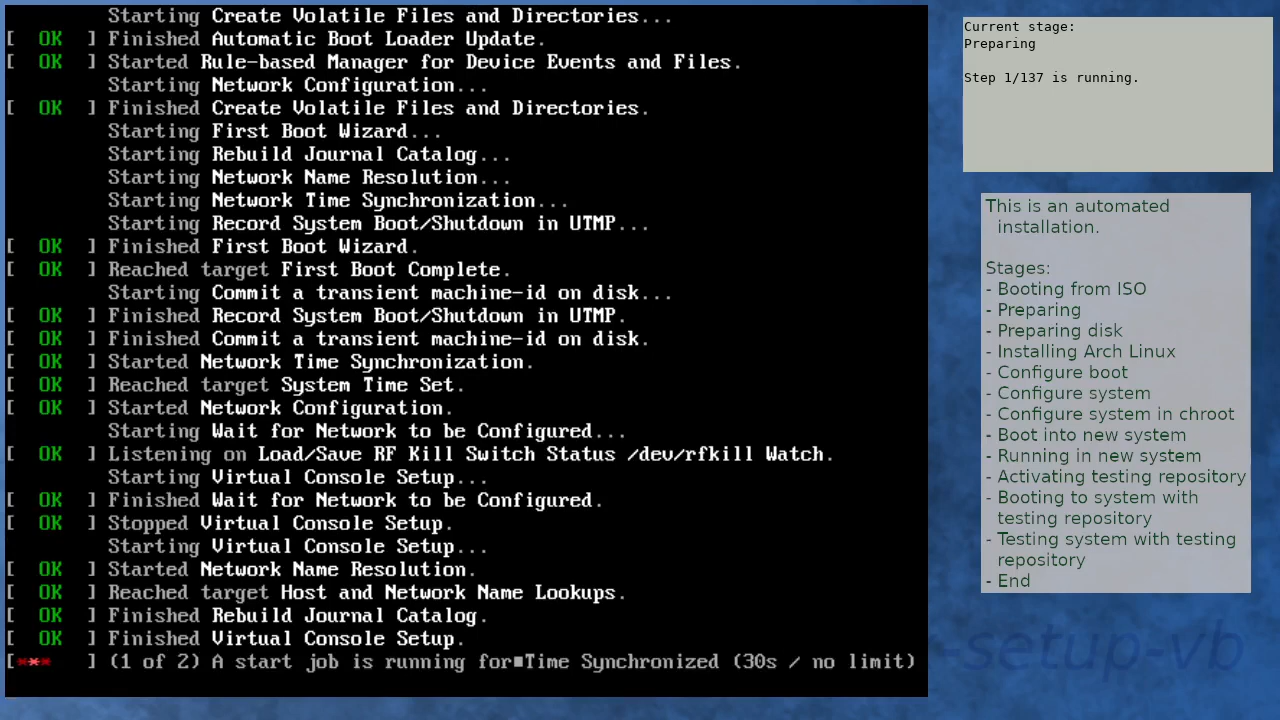 Starting Create Volatile Files and Directories...
[  OK  ] Finished Automatic Boot Loader Update.
[  OK  ] Started Rule-based Manager for Device Events and Files.
Starting Network Configuration...
[  OK  ] Finished Create Volatile Files and Directories.
Starting First Boot Wizard...
Starting Rebuild Journal Catalog...
Starting Network Name Resolution...
Starting Network Time Synchronization...
Starting Record System Boot/Shutdown in UTMP...
[  OK  ] Finished First Boot Wizard.
[  OK  ] Reached target First Boot Complete.
Starting Commit a transient machine-id on disk...
[  OK  ] Finished Record System Boot/Shutdown in UTMP.
[  OK  ] Finished Commit a transient machine-id on disk.
[  OK  ] Started Network Time Synchronization.
[  OK  ] Reached target System Time Set.
[  OK  ] Started Network Configuration.
Starting Wait for Network to be Configured...
[  OK  ] Listening on Load/Save RF Kill Switch Status /dev/rfkill Watch.
Starting Virtual Console Setup...
[  OK  ] Finished Wait for Network to be Configured.
[  OK  ] Stopped Virtual Console Setup.
Starting Virtual Console Setup...
[  OK  ] Started Network Name Resolution.
[  OK  ] Reached target Host and Network Name Lookups.
[  OK  ] Finished Rebuild Journal Catalog.
[  OK  ] Finished Virtual Console Setup.
[***   ] (1 of 2) A start job is running for■Time Synchronized (30s / no limit)
Current stage:
Preparing
Step 1/137 is running.
This is an automated
installation.
Stages:
- Booting from ISO
- Preparing
- Preparing disk
- Installing Arch Linux
- Configure boot
- Configure system
- Configure system in chroot
- Boot into new system
- Running in new system
- Activating testing repository
- Booting to system with
testing repository
- Testing system with testing
repository
- End
-setup-vb